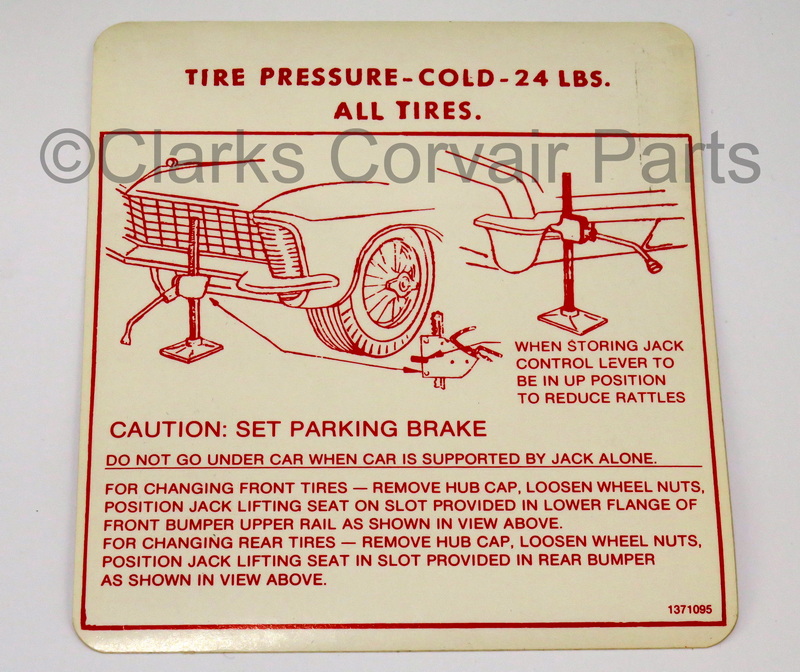 TIRE PRESSURE-COLD-24 LBS.
ALL TIRES.
©Clarks Corvair Parts
WHEN STORING JACK
CONTROL LEVER TO
BE IN UP POSITION
TO REDUCE RATTLES
CAUTION: SET PARKING BRAKE
DO NOT GO UNDER CAR WHEN CAR IS SUPPORTED BY JACK ALONE.
FOR CHANGING FRONT TIRES — REMOVE HUB CAP, LOOSEN WHEEL NUTS,
POSITION JACK LIFTING SEAT ON SLOT PROVIDED IN LOWER FLANGE OF
FRONT BUMPER UPPER RAIL AS SHOWN IN VIEW ABOVE.
FOR CHANGING REAR TIRES — REMOVE HUB CAP, LOOSEN WHEEL NUTS,
POSITION JACK LIFTING SEAT IN SLOT PROVIDED IN REAR BUMPER
AS SHOWN IN VIEW ABOVE.
1371095